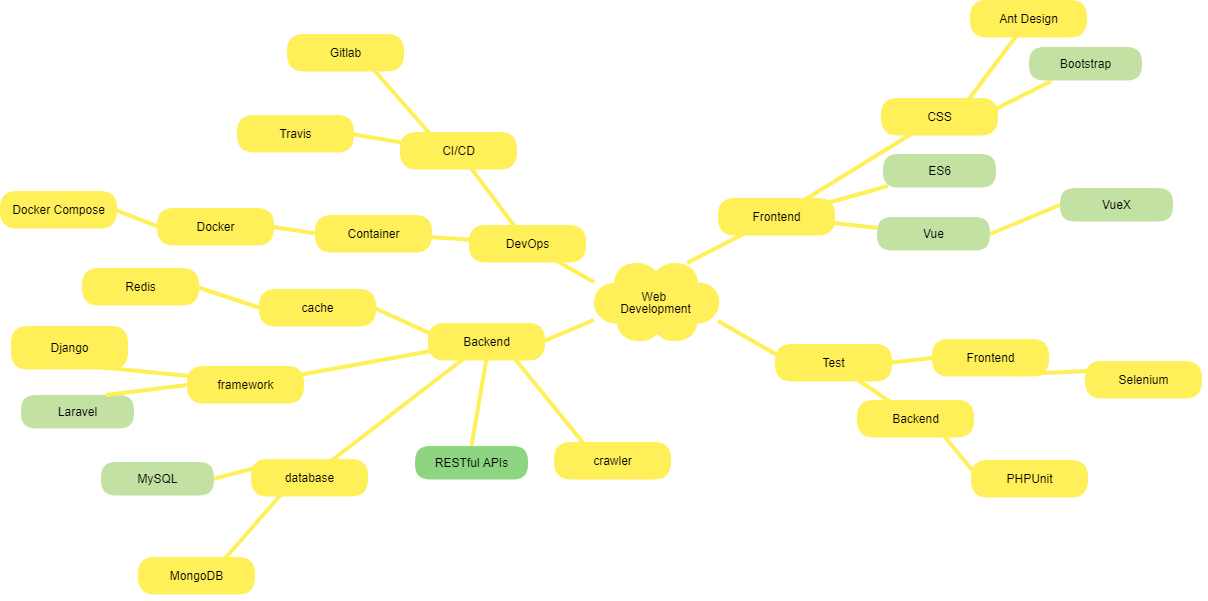 Ant Design
Gitlab
Bootstrap
CSS
Travis
CI/CD
ES6
VueX
Docker Compose
Frontend
Docker
Container
Vue
DevOps
Redis
Web
Development
cache
Backend
Django
Test
Frontend
Selenium
framework
Laravel
Backend
RESTful APIs
crawler
MySQL
database
PHPUnit
MongoDB